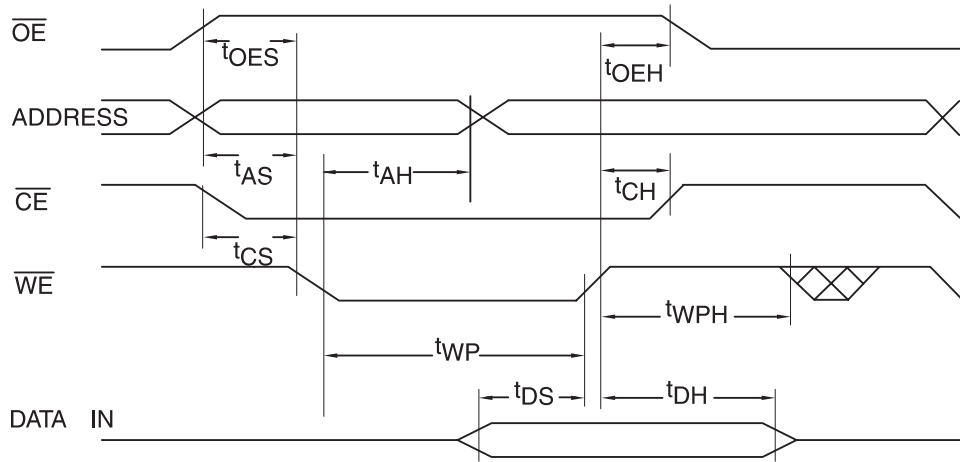 OE
tOES
tOEH
ADDRESS
tAS
tAH
tCH
CE
tCS
WE
tWPH
tWP
tDS
tDH
DATA IN